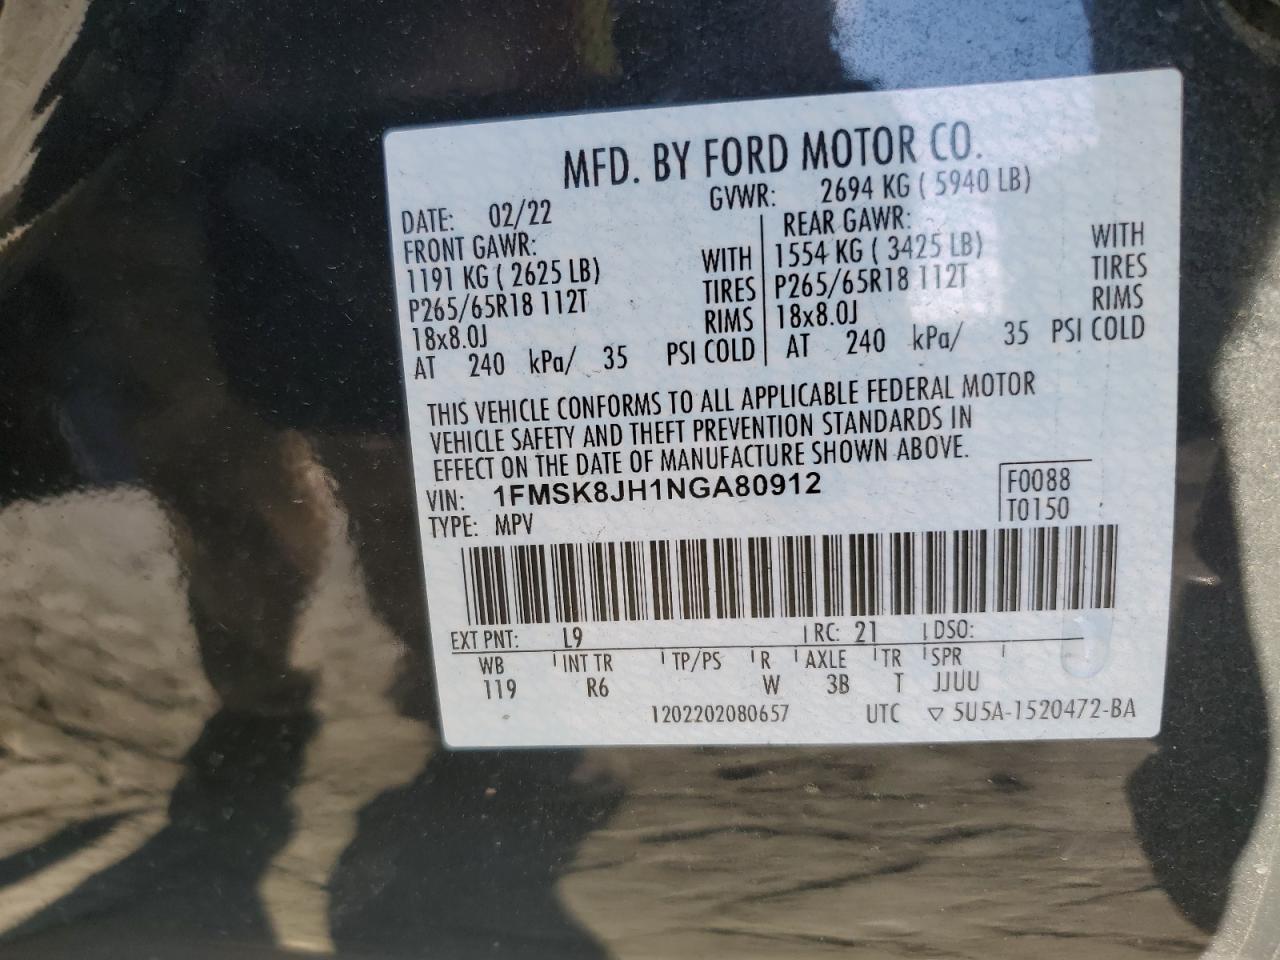 MFD. BY FORD MOTOR CO.
DATE: 02/22 GVWR: 2694 KG ( 5940 LB)
FRONT GAWR: REAR GAWR:
1191 KG ( 2625 LB) WITH 1554 KG ( 3425 LB) WITH
P265/65R18 112T TIRES P265/65R18 112T TIRES
18x8.0J RIMS 18x8.0J RIMS
AT 240 kPa/ 35 PSI COLD AT 240 kPa/ 35 PSI COLD
THIS VEHICLE CONFORMS TO ALL APPLICABLE FEDERAL MOTOR
VEHICLE SAFETY AND THEFT PREVENTION STANDARDS IN
EFFECT ON THE DATE OF MANUFACTURE SHOWN ABOVE.
VIN: 1FMSK8JH1NGA80912 F0088
TYPE: MPV T0150
EXT PNT: L9 RC: 21 DSO:
WB INT TR TP/PS R AXLE TR SPR
119 R6 W 3B T JJUU
1202202080657 UTC ▽ 5U5A-1520472-BA